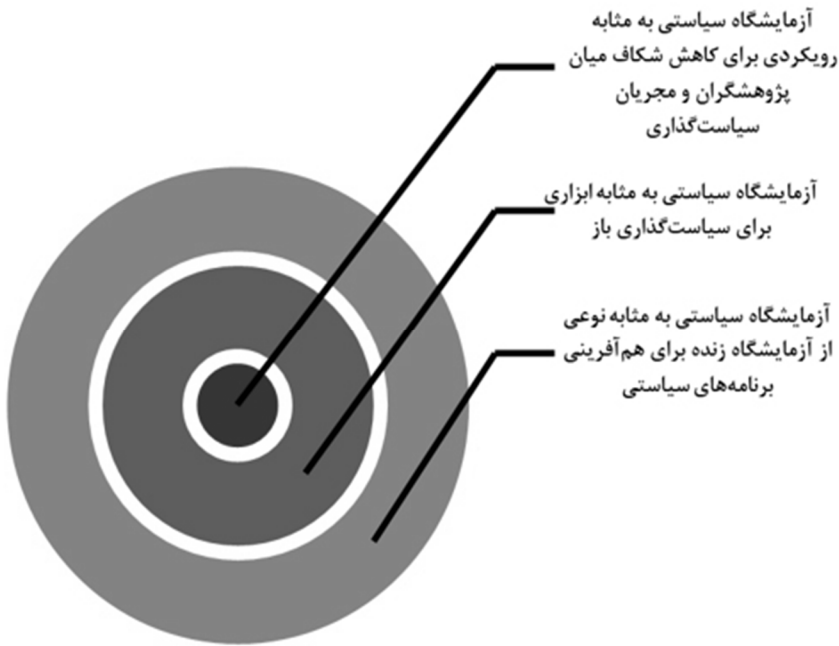 آزمایشگاه سیاستی به مثابه
رویکردی برای کاهش شکاف میان
پژوهشگران و مجریان
سیاست‌گذاری
آزمایشگاه سیاستی به مثابه ابزاری
برای سیاست‌گذاری باز
آزمایشگاه سیاستی به مثابه نوعی
از آزمایشگاه زنده برای هم‌آفرینی
برنامه‌های سیاستی